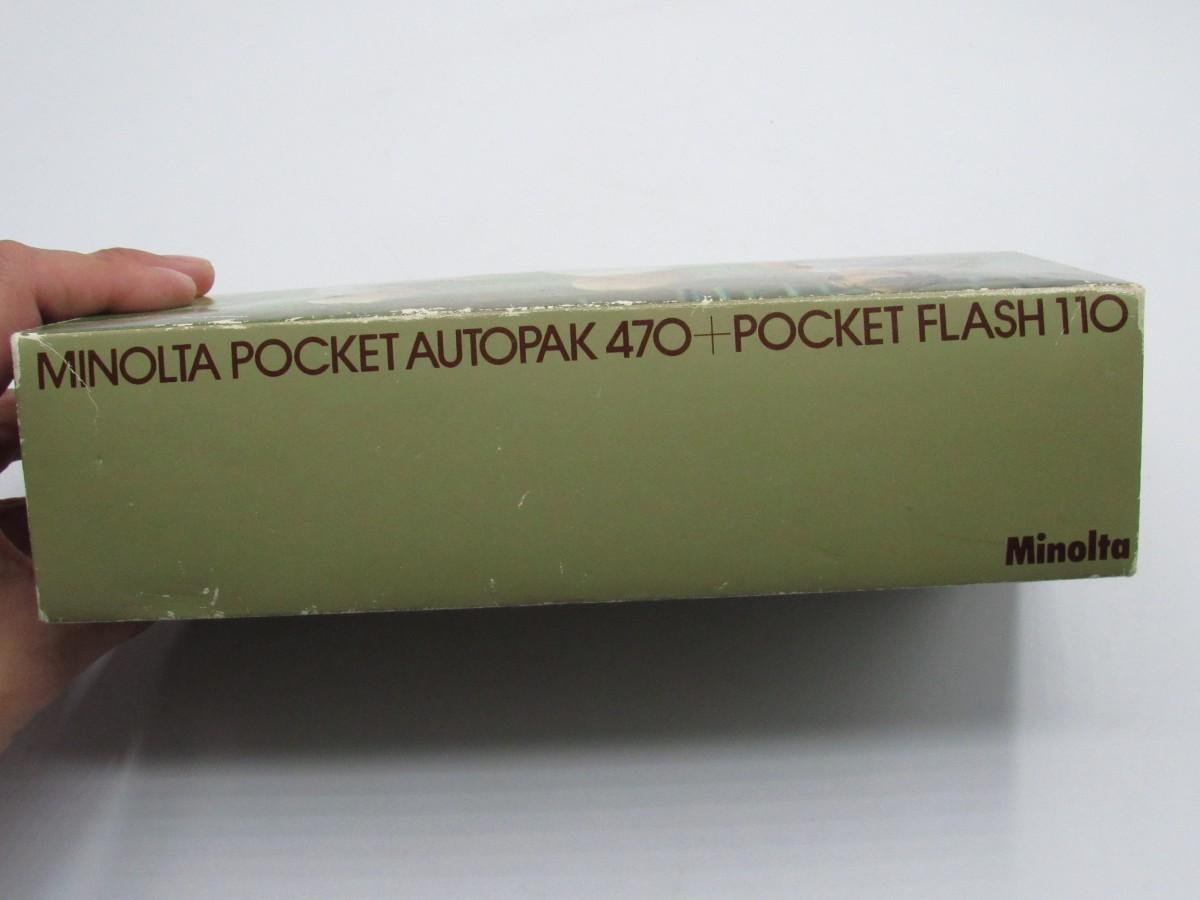 MINOLTA POCKET AUTOPAK 470+POCKET FLASH 110
Minolta